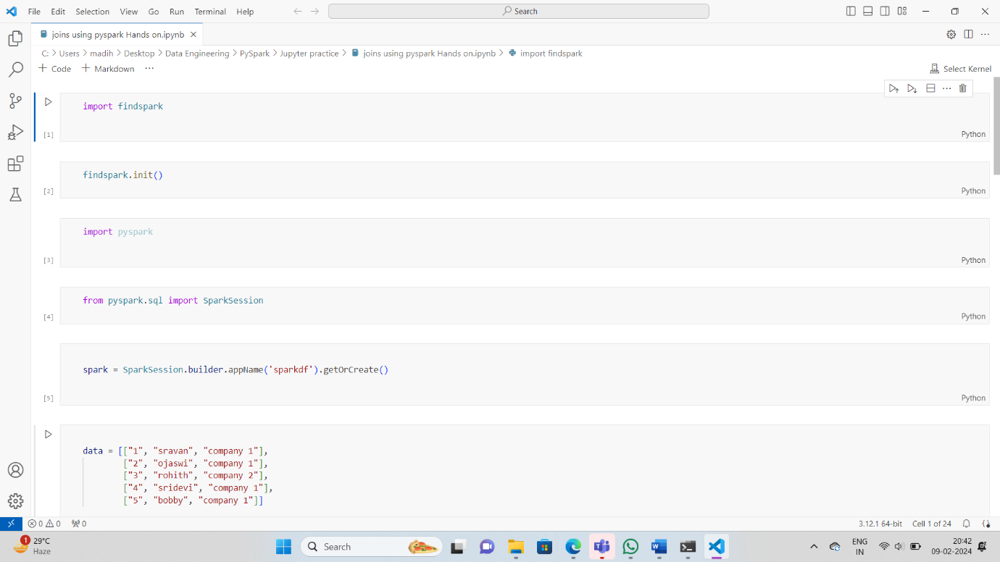 File Edit Selection View Go Run Terminal Help
Search
joins using pyspark Hands on.ipynb
C: > Users > madih > Desktop > Data Engineering > PySpark > Jupyter practice > joins using pyspark Hands on.ipynb > import findspark
+ Code + Markdown ...
Select Kernel
import findspark
[1]
Python
findspark.init()
[2]
Python
import pyspark
[3]
Python
from pyspark.sql import SparkSession
[4]
Python
spark = SparkSession.builder.appName('sparkdf').getOrCreate()
[5]
Python
data = [["1", "sravan", "company 1"],
["2", "ojaswi", "company 1"],
["3", "rohith", "company 2"],
["4", "sridevi", "company 1"],
["5", "bobby", "company 1"]]
0 0 0
3.12.1 64-bit Cell 1 of 24
1
29°C
Haze
Search
ENG
IN
20:42
09-02-2024